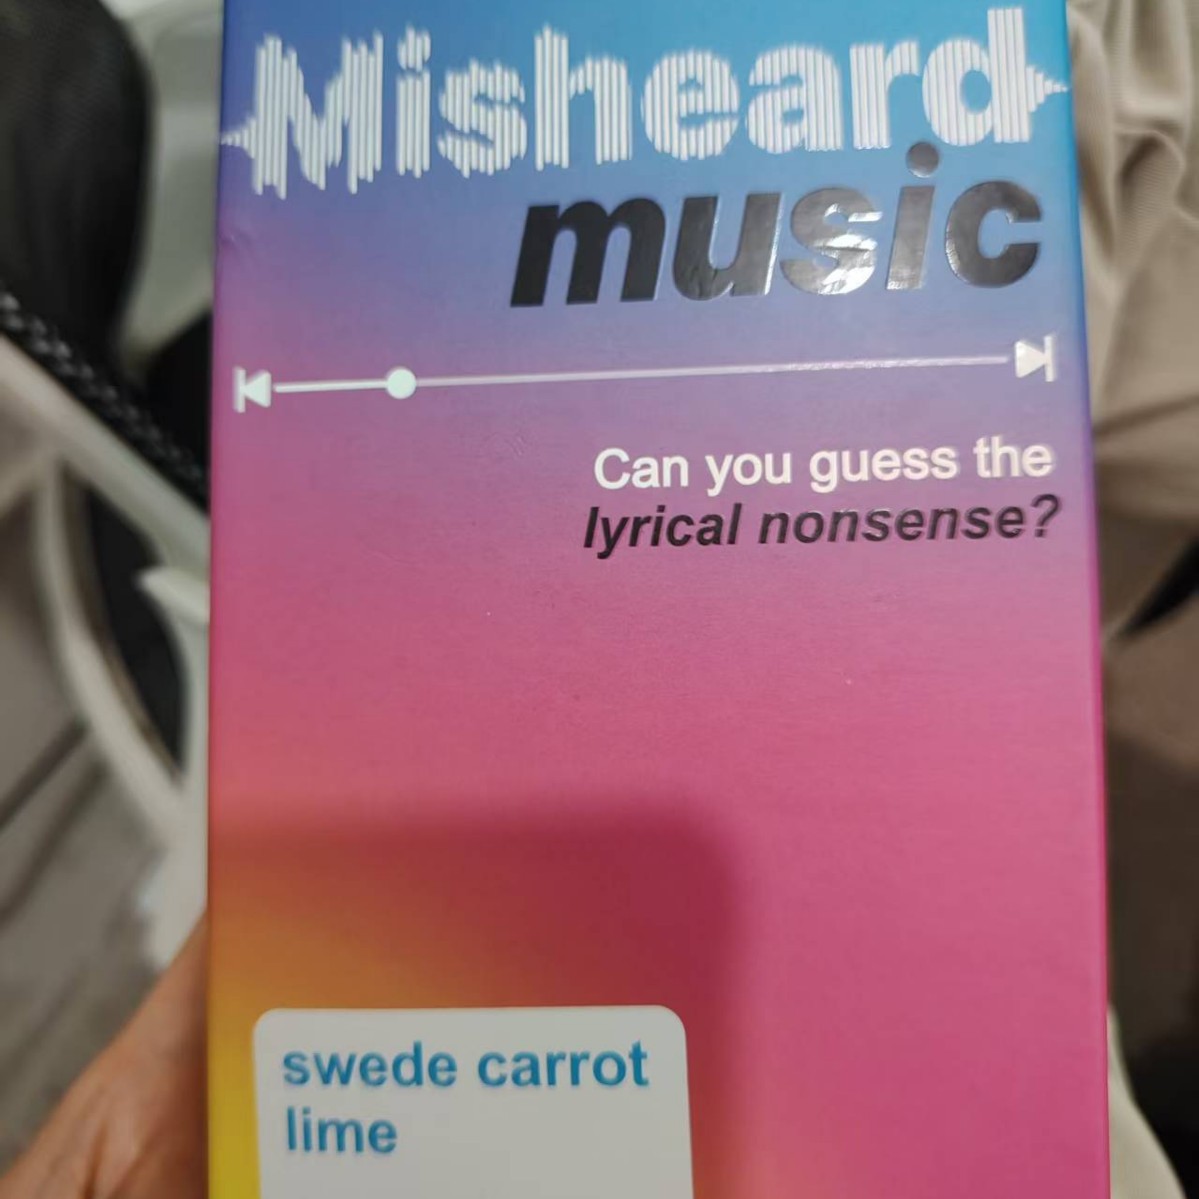 Misheard
music
Can you guess the
lyrical nonsense?
swede carrot
lime